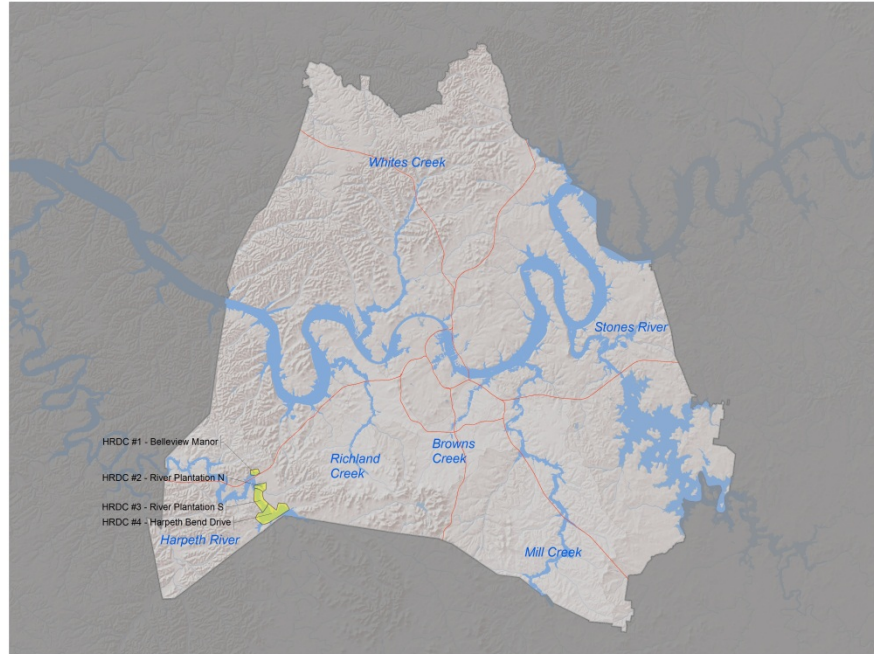 Whites Creek
Stones River
HRDC #1 - Belleview Manor
Browns
Creek
Richland
Creek
HRDC #2 - River Plantation N
HRDC #3 - River Plantation S
HRDC #4 - Harpeth Bend Drive
Harpeth River
Mill Creek